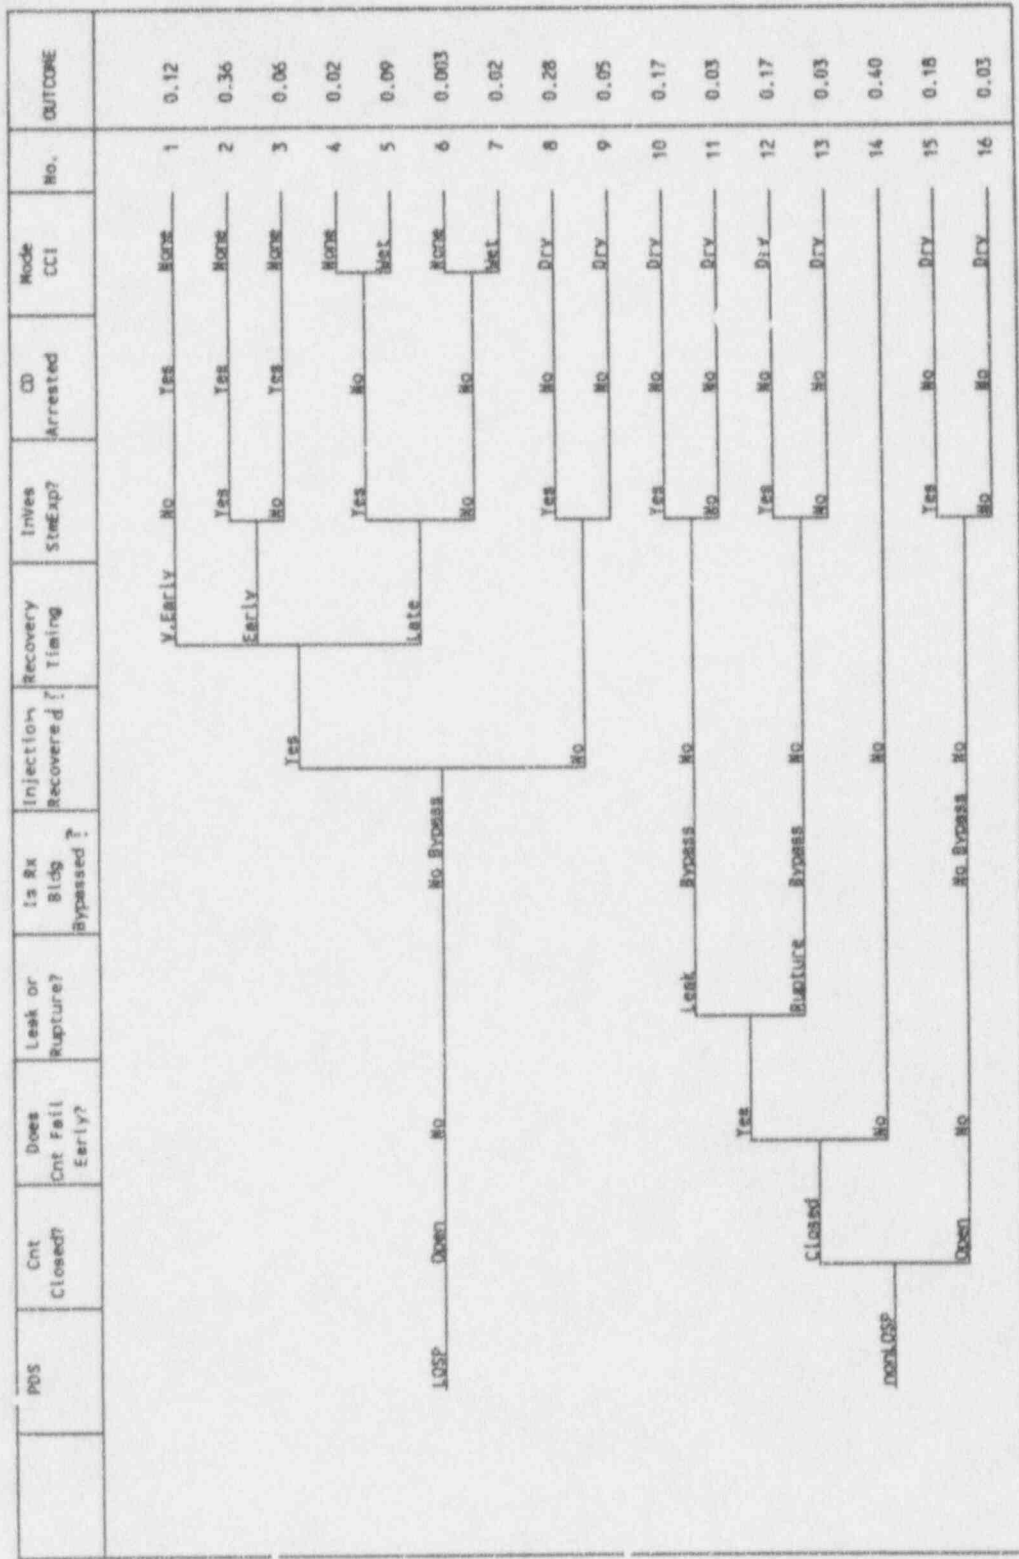 PDS
Cnt
Closed?
Does
Cnt Fail
Early?
Leak or
Rupture?
Is Rx
Bldg
Bypassed ?
Injection
Recovered ?
Recovery
Timing
InVes
StmExp?
CD
Arrested
Mode
CCI
No.
OUTCOME
V.Early No Yes None 1 0.12
Yes Yes None 2 0.36
Early
No Yes None 3 0.06
Yes
None 4 0.02
Yes No
Wet 5 0.09
Late
LOSP Open No No Bypass
None 6 0.003
No No
Wet 7 0.02
Yes No Dry 8 0.28
No
No Dry 9 0.05
Leak Bypass No
Yes No Dry 10 0.17
No No Dry 11 0.03
Yes
Yes No Dry 12 0.17
Rupture Bypass No
No No Dry 13 0.03
Closed
No No 14 0.40
nonLOSP
Yes No Dry 15 0.18
Open No No Bypass No
No No Dry 16 0.03